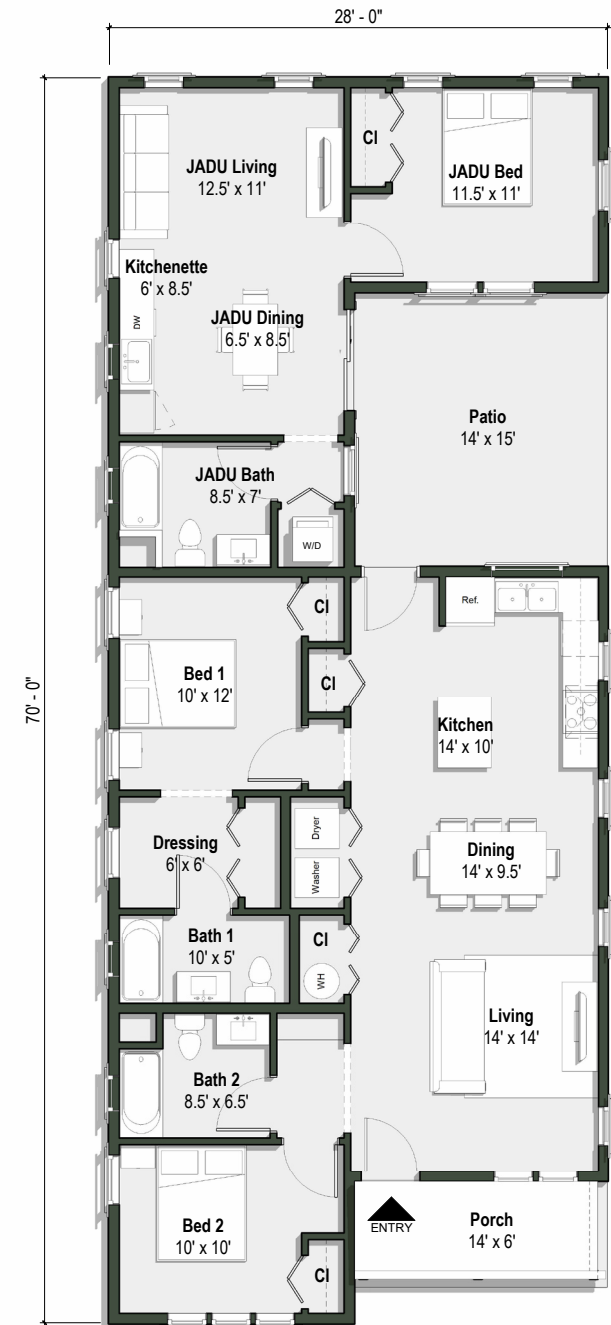 28' - 0"
70' - 0"
JADU Living
12.5' x 11'
Cl
JADU Bed
11.5' x 11'
Kitchenette
6' x 8.5'
DW
JADU Dining
6.5' x 8.5'
Patio
14' x 15'
JADU Bath
8.5' x 7'
W/D
Cl
Ref.
Bed 1
10' x 12'
Cl
Kitchen
14' x 10'
Dressing
6' x 6'
Dryer
Washer
Dining
14' x 9.5'
Bath 1
10' x 5'
Cl
WH
Living
14' x 14'
Bath 2
8.5' x 6.5'
Bed 2
10' x 10'
Cl
ENTRY
Porch
14' x 6'